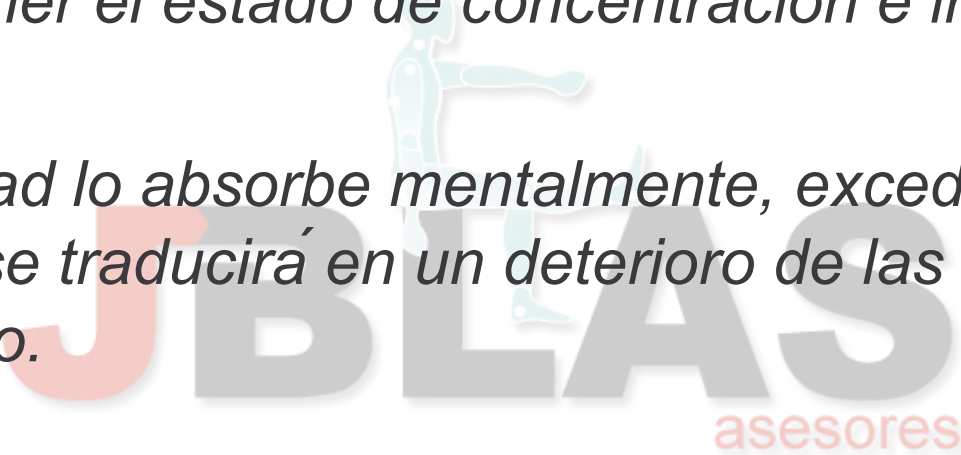 ner el estado de concentración e in
ad lo absorbe mentalmente, exced
se traducirá en un deterioro de las
o.
JBLAS
asesores